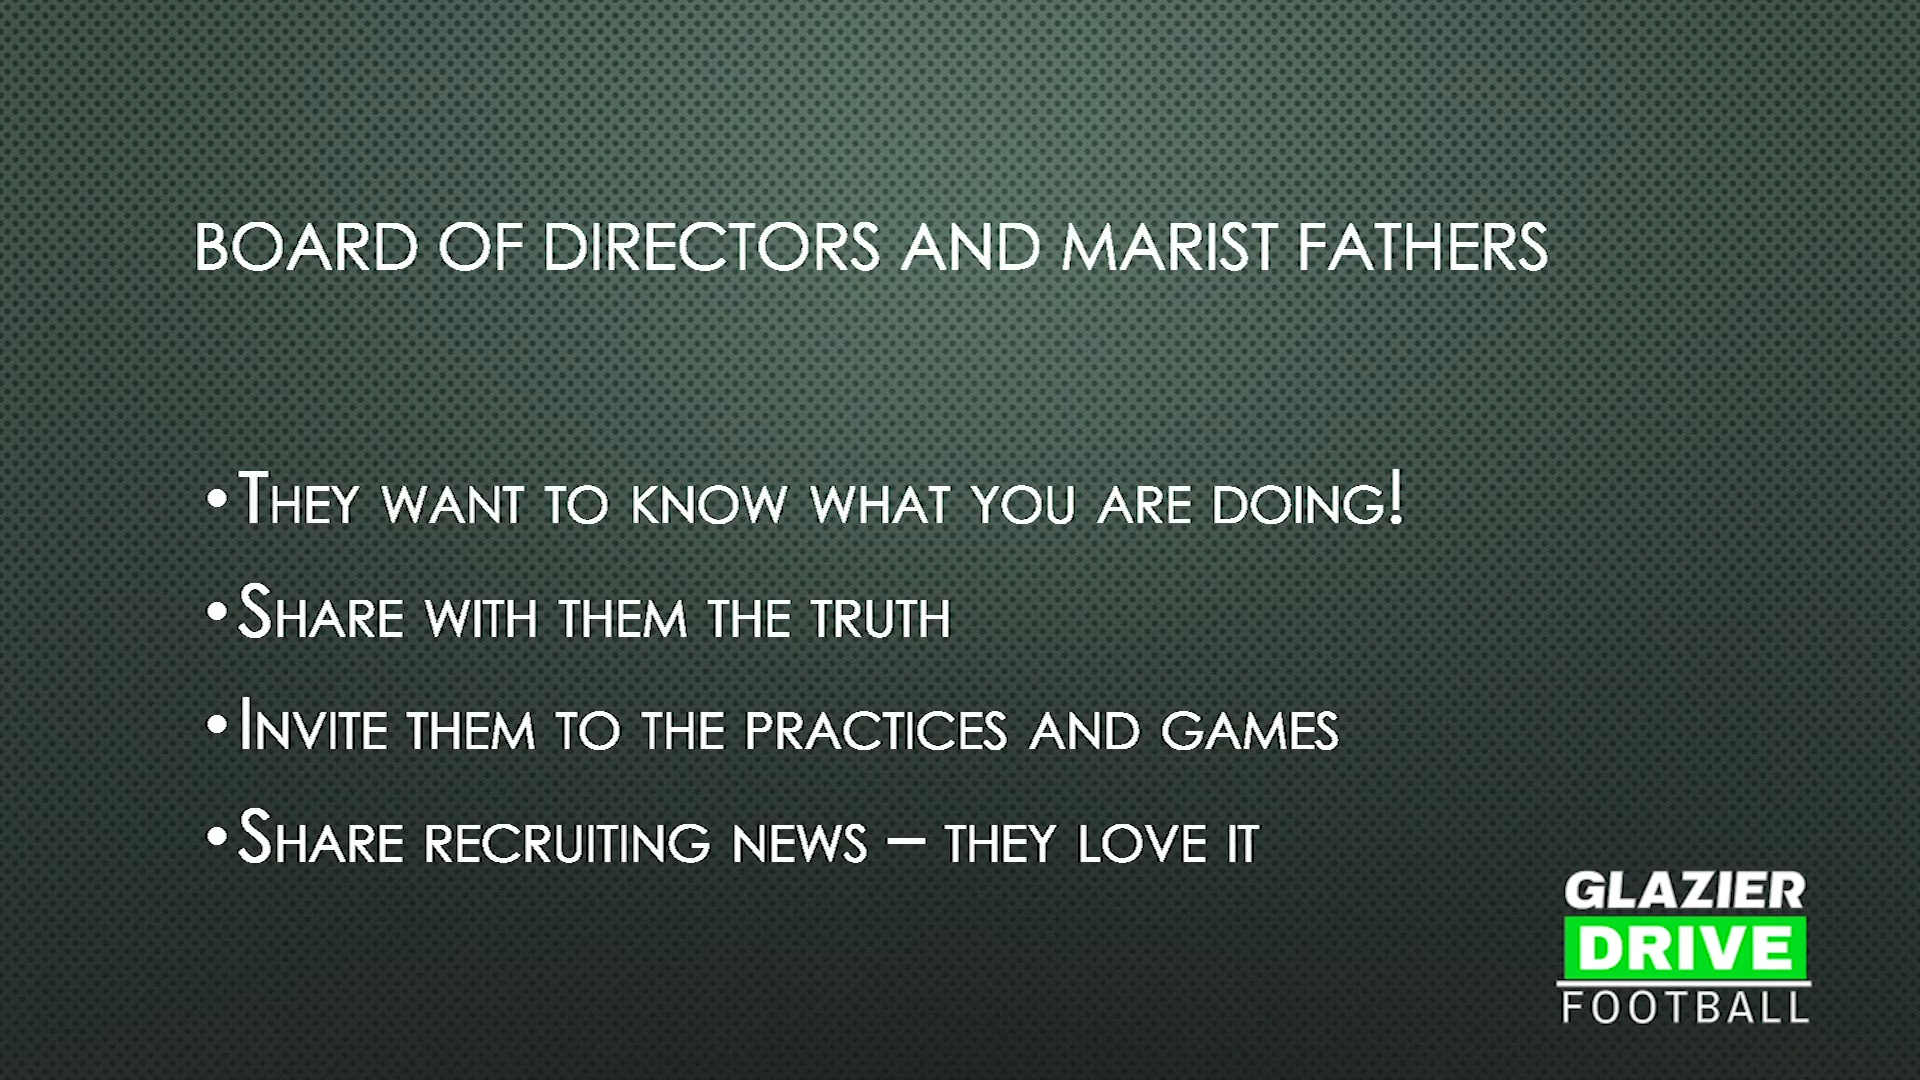 BOARD OF DIRECTORS AND MARIST FATHERS
• THEY WANT TO KNOW WHAT YOU ARE DOING!
• SHARE WITH THEM THE TRUTH
• INVITE THEM TO THE PRACTICES AND GAMES
• SHARE RECRUITING NEWS – THEY LOVE IT
GLAZIER
DRIVE
FOOTBALL